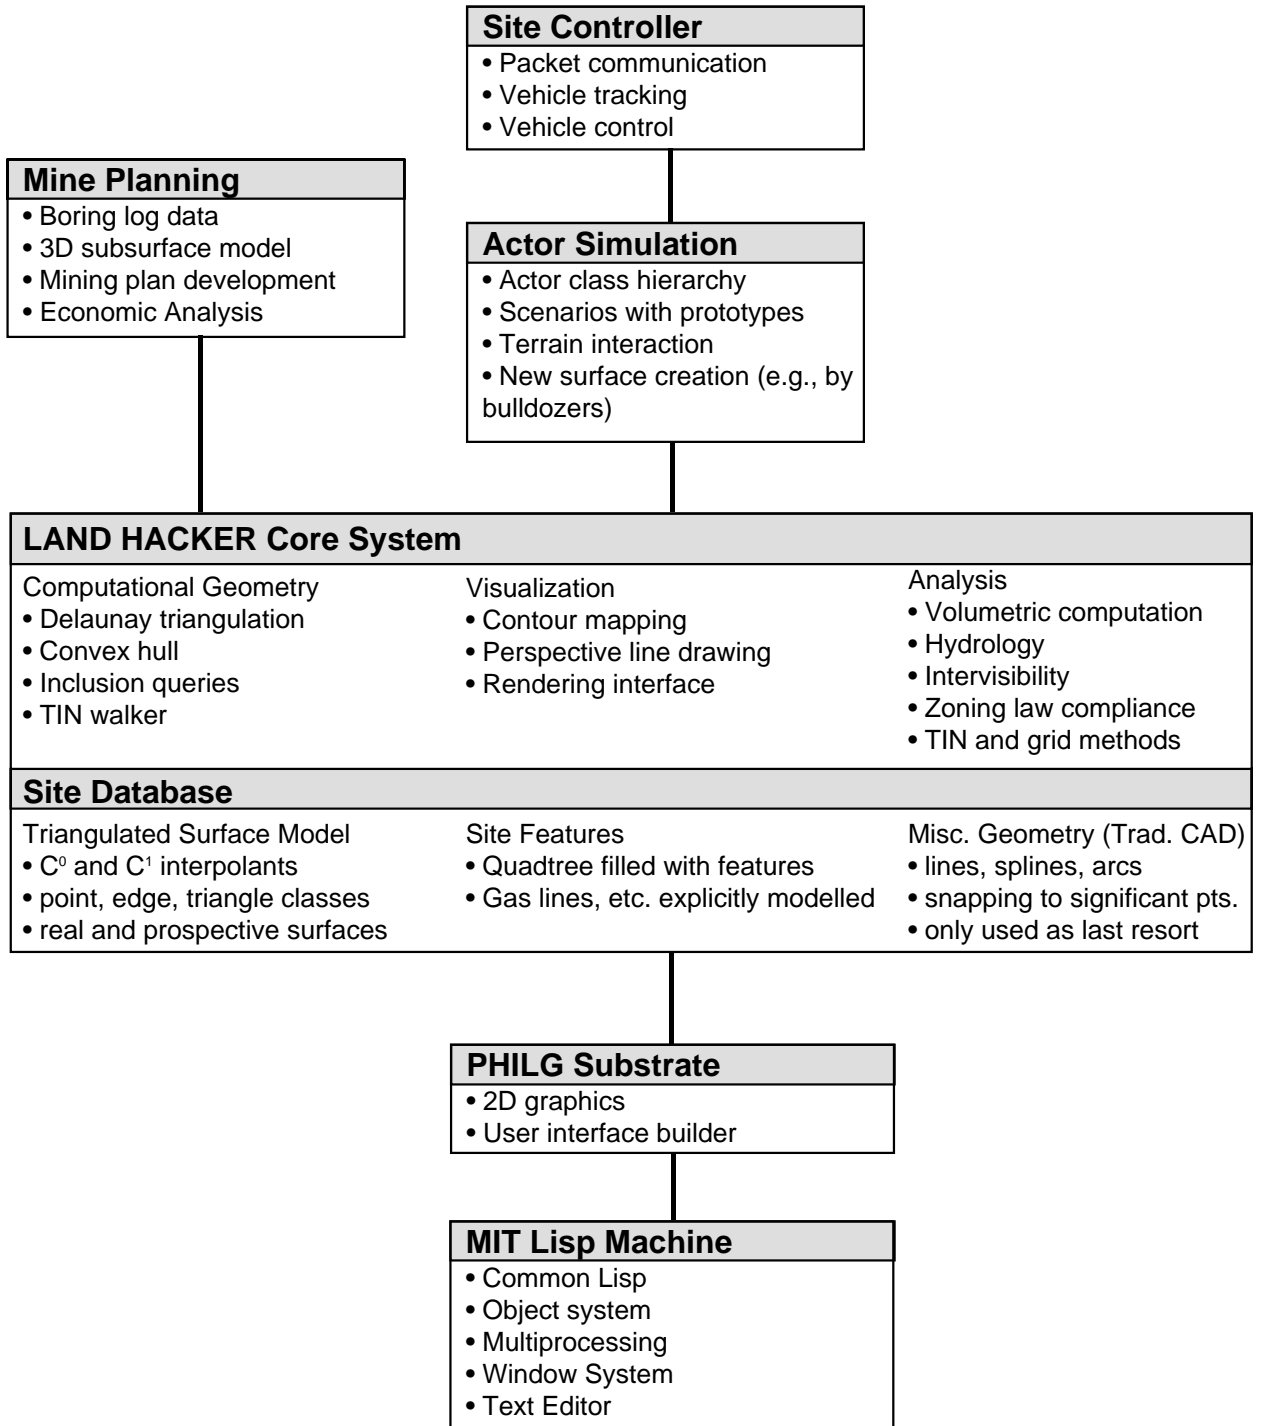 Site Controller
• Packet communication
• Vehicle tracking
• Vehicle control
Mine Planning
• Boring log data
• 3D subsurface model
• Mining plan development
• Economic Analysis
Actor Simulation
• Actor class hierarchy
• Scenarios with prototypes
• Terrain interaction
• New surface creation (e.g., by
bulldozers)
LAND HACKER Core System
Computational Geometry
• Delaunay triangulation
• Convex hull
• Inclusion queries
• TIN walker
Visualization
• Contour mapping
• Perspective line drawing
• Rendering interface
Analysis
• Volumetric computation
• Hydrology
• Intervisibility
• Zoning law compliance
• TIN and grid methods
Site Database
Triangulated Surface Model
• C⁰ and C¹ interpolants
• point, edge, triangle classes
• real and prospective surfaces
Site Features
• Quadtree filled with features
• Gas lines, etc. explicitly modelled
Misc. Geometry (Trad. CAD)
• lines, splines, arcs
• snapping to significant pts.
• only used as last resort
PHILG Substrate
• 2D graphics
• User interface builder
MIT Lisp Machine
• Common Lisp
• Object system
• Multiprocessing
• Window System
• Text Editor